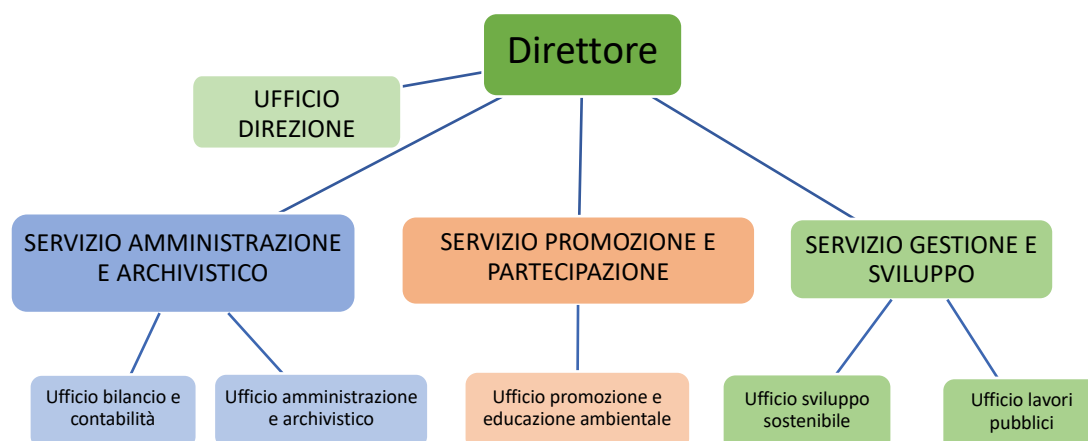 Direttore
UFFICIO
DIREZIONE
SERVIZIO AMMINISTRAZIONE
E ARCHIVISTICO
SERVIZIO PROMOZIONE E
PARTECIPAZIONE
SERVIZIO GESTIONE E
SVILUPPO
Ufficio bilancio e
contabilità
Ufficio amministrazione
e archivistico
Ufficio promozione e
educazione ambientale
Ufficio sviluppo
sostenibile
Ufficio lavori
pubblici